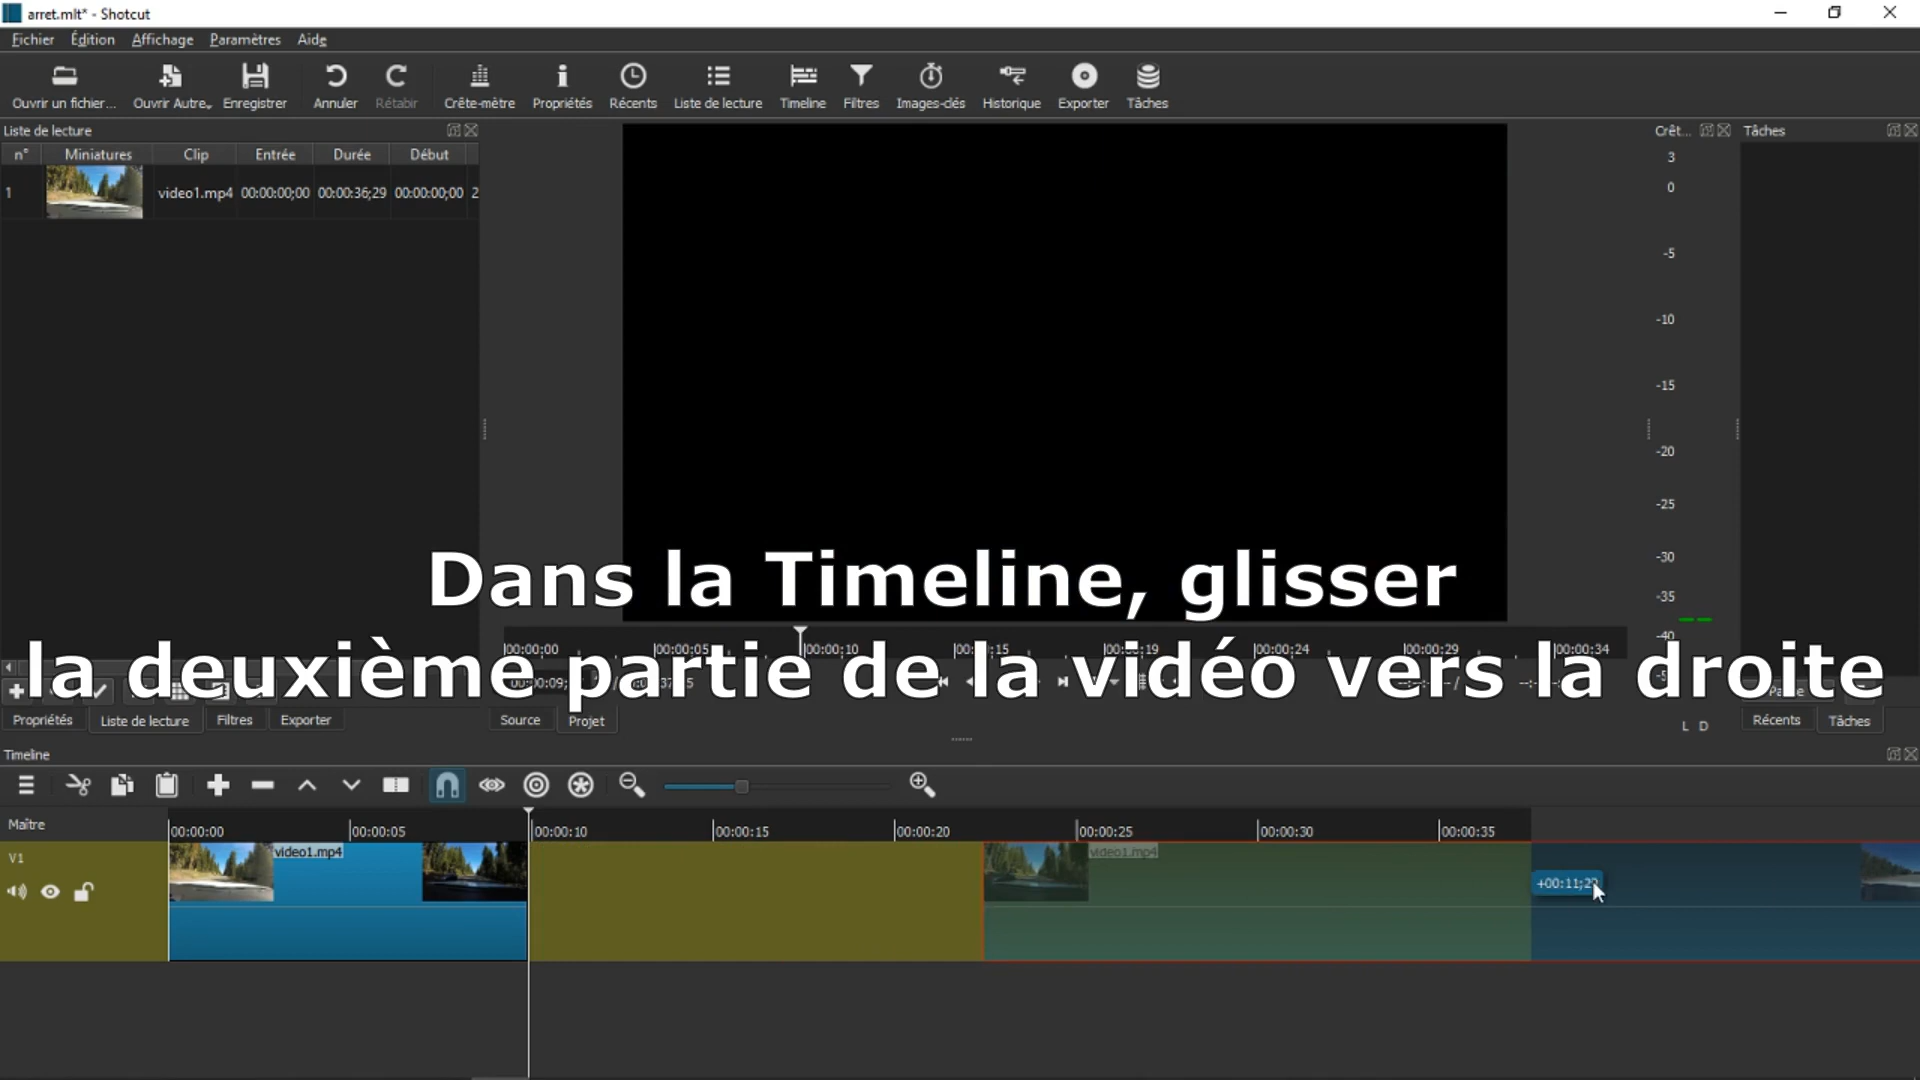 arret.mlt* - Shotcut
Fichier Édition Affichage Paramètres Aide
Ouvrir un fichier... Ouvrir Autre Enregistrer Annuler Rétablir Crête-mètre Propriétés Récents Liste de lecture Timeline Filtres Images-clés Historique Exporter Tâches
Liste de lecture
Crêt... Tâches
n° Miniatures Clip Entrée Durée Début
1 video1.mp4 00:00:00;00 00:00:36;29 00:00:00;00 2
3
0
-5
-10
-15
-20
-25
-30
-35
-40
Dans la Timeline, glisser
00:00:00 00:00:05 00:00:10 00:00:19 00:00:24 00:00:29 00:00:34
la deuxième partie de la vidéo vers la droite
Propriétés Liste de lecture Filtres Exporter Source Projet
L D
Récents Tâches
Timeline
Maître
00:00:00 00:00:05 00:00:10 00:00:15 00:00:20 00:00:25 00:00:30 00:00:35
V1
video1.mp4 video1.mp4